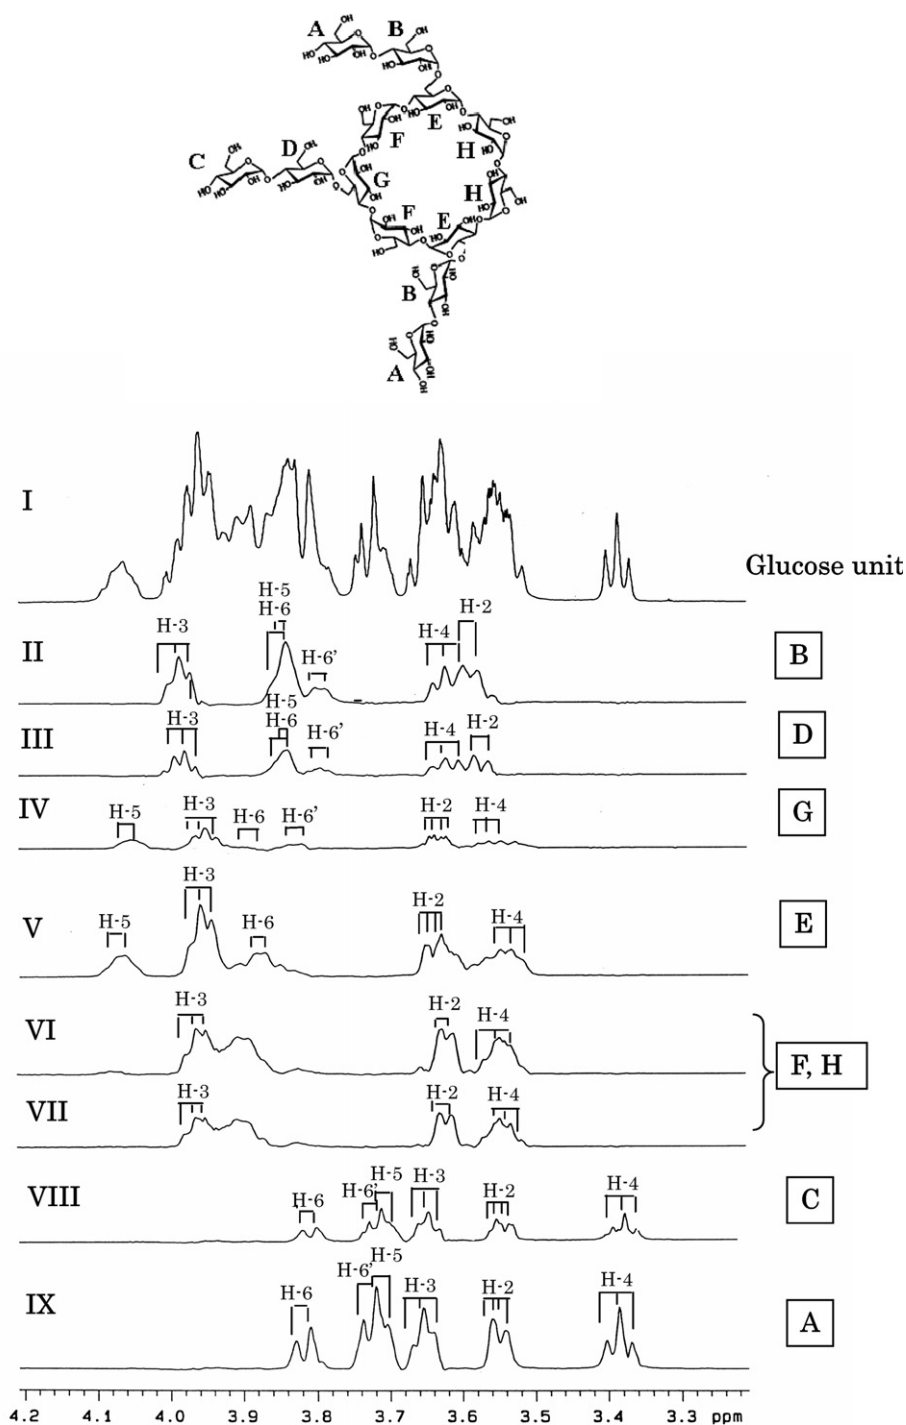 A B
E
F
H
C D
G
H
F E
B
A
I
Glucose unit
II
H-3
H-5
H-6
H-6'
H-4
H-2
B
III
H-3
H-5
H-6
H-6'
H-4
H-2
D
IV
H-5
H-3
H-6
H-6'
H-2
H-4
G
V
H-5
H-3
H-6
H-2
H-4
E
VI
H-3
H-2
H-4
F, H
VII
H-3
H-2
H-4
VIII
H-6
H-6'
H-5
H-3
H-2
H-4
C
IX
H-6
H-6'
H-5
H-3
H-2
H-4
A
4.2 4.1 4.0 3.9 3.8 3.7 3.6 3.5 3.4 3.3 ppm